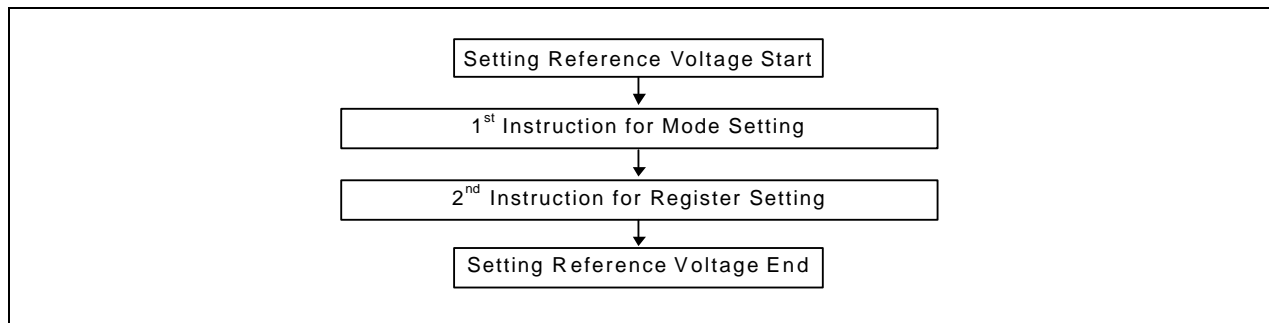 Setting Reference Voltage Start
1st Instruction for Mode Setting
2nd Instruction for Register Setting
Setting Reference Voltage End